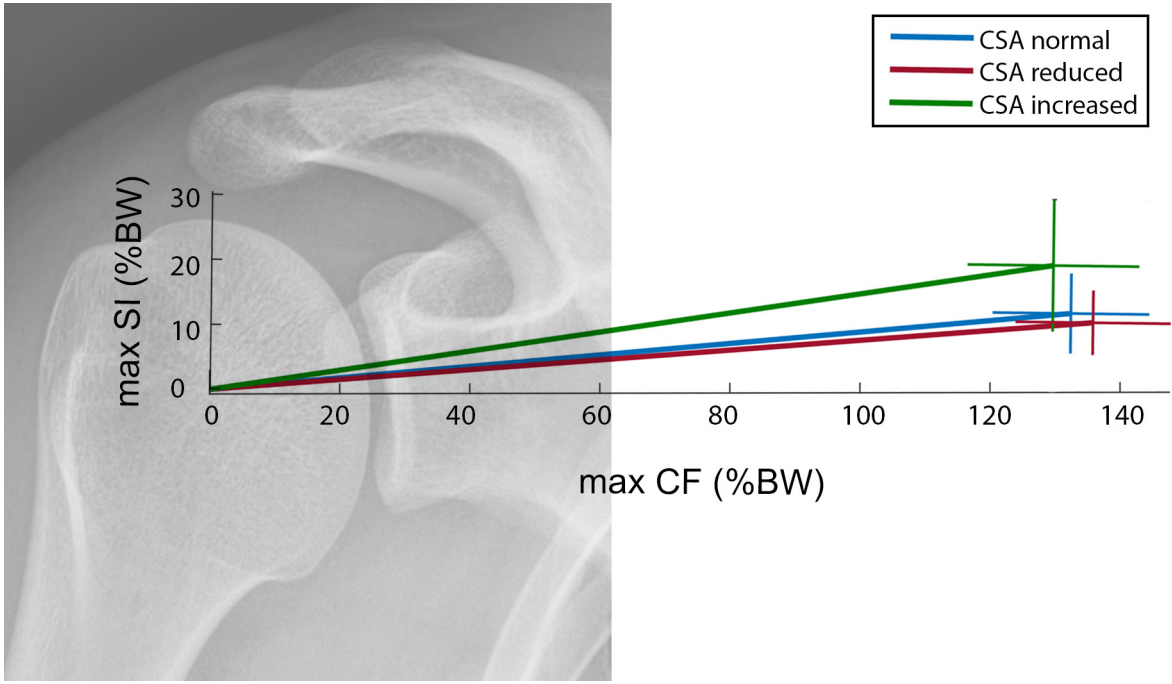 CSA normal
CSA reduced
CSA increased
max SI (%BW)
30
20
10
0
0 20 40 60 80 100 120 140
max CF (%BW)